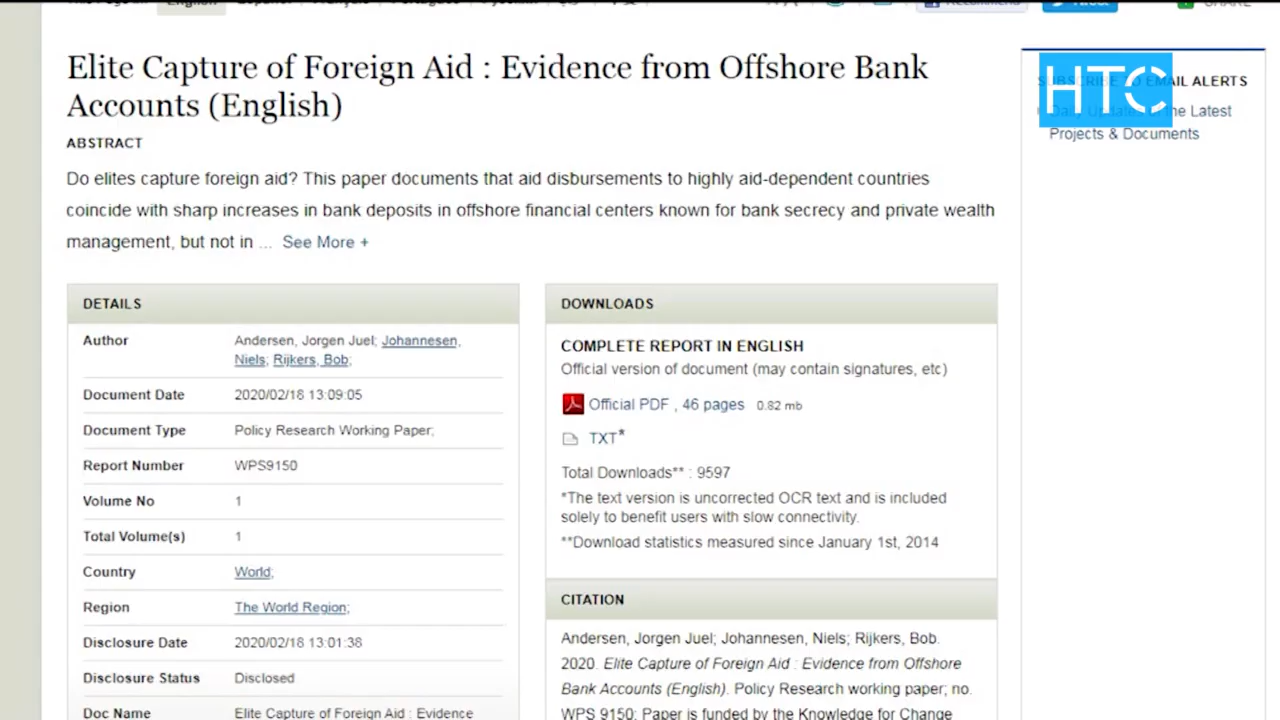 English
Recommend
SHARE
Elite Capture of Foreign Aid : Evidence from Offshore Bank
Accounts (English)
ABSTRACT
Do elites capture foreign aid? This paper documents that aid disbursements to highly aid-dependent countries
coincide with sharp increases in bank deposits in offshore financial centers known for bank secrecy and private wealth
management, but not in ... See More +
DETAILS
Author Andersen, Jorgen Juel; Johannesen,
Niels; Rijkers, Bob;
Document Date 2020/02/18 13:09:05
Document Type Policy Research Working Paper;
Report Number WPS9150
Volume No 1
Total Volume(s) 1
Country World;
Region The World Region;
Disclosure Date 2020/02/18 13:01:38
Disclosure Status Disclosed
Doc Name Elite Capture of Foreign Aid : Evidence
DOWNLOADS
COMPLETE REPORT IN ENGLISH
Official version of document (may contain signatures, etc)
Official PDF , 46 pages 0.82 mb
TXT*
Total Downloads** : 9597
*The text version is uncorrected OCR text and is included
solely to benefit users with slow connectivity.
**Download statistics measured since January 1st, 2014
CITATION
Andersen, Jorgen Juel; Johannesen, Niels; Rijkers, Bob.
2020. Elite Capture of Foreign Aid : Evidence from Offshore
Bank Accounts (English). Policy Research working paper; no.
WPS 9150; Paper is funded by the Knowledge for Change
HTC
SUBSCRIBE TO EMAIL ALERTS
Daily Updates of the Latest
Projects & Documents